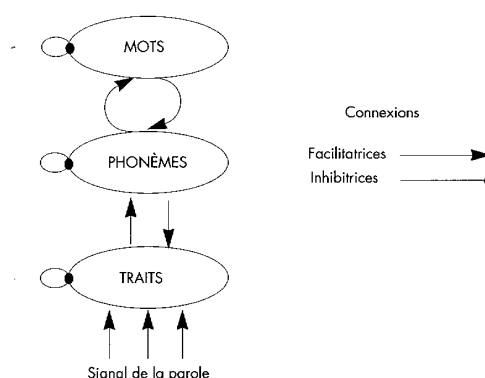 MOTS
PHONÈMES
TRAITS
Signal de la parole
Connexions
Facilitatrices
Inhibitrices